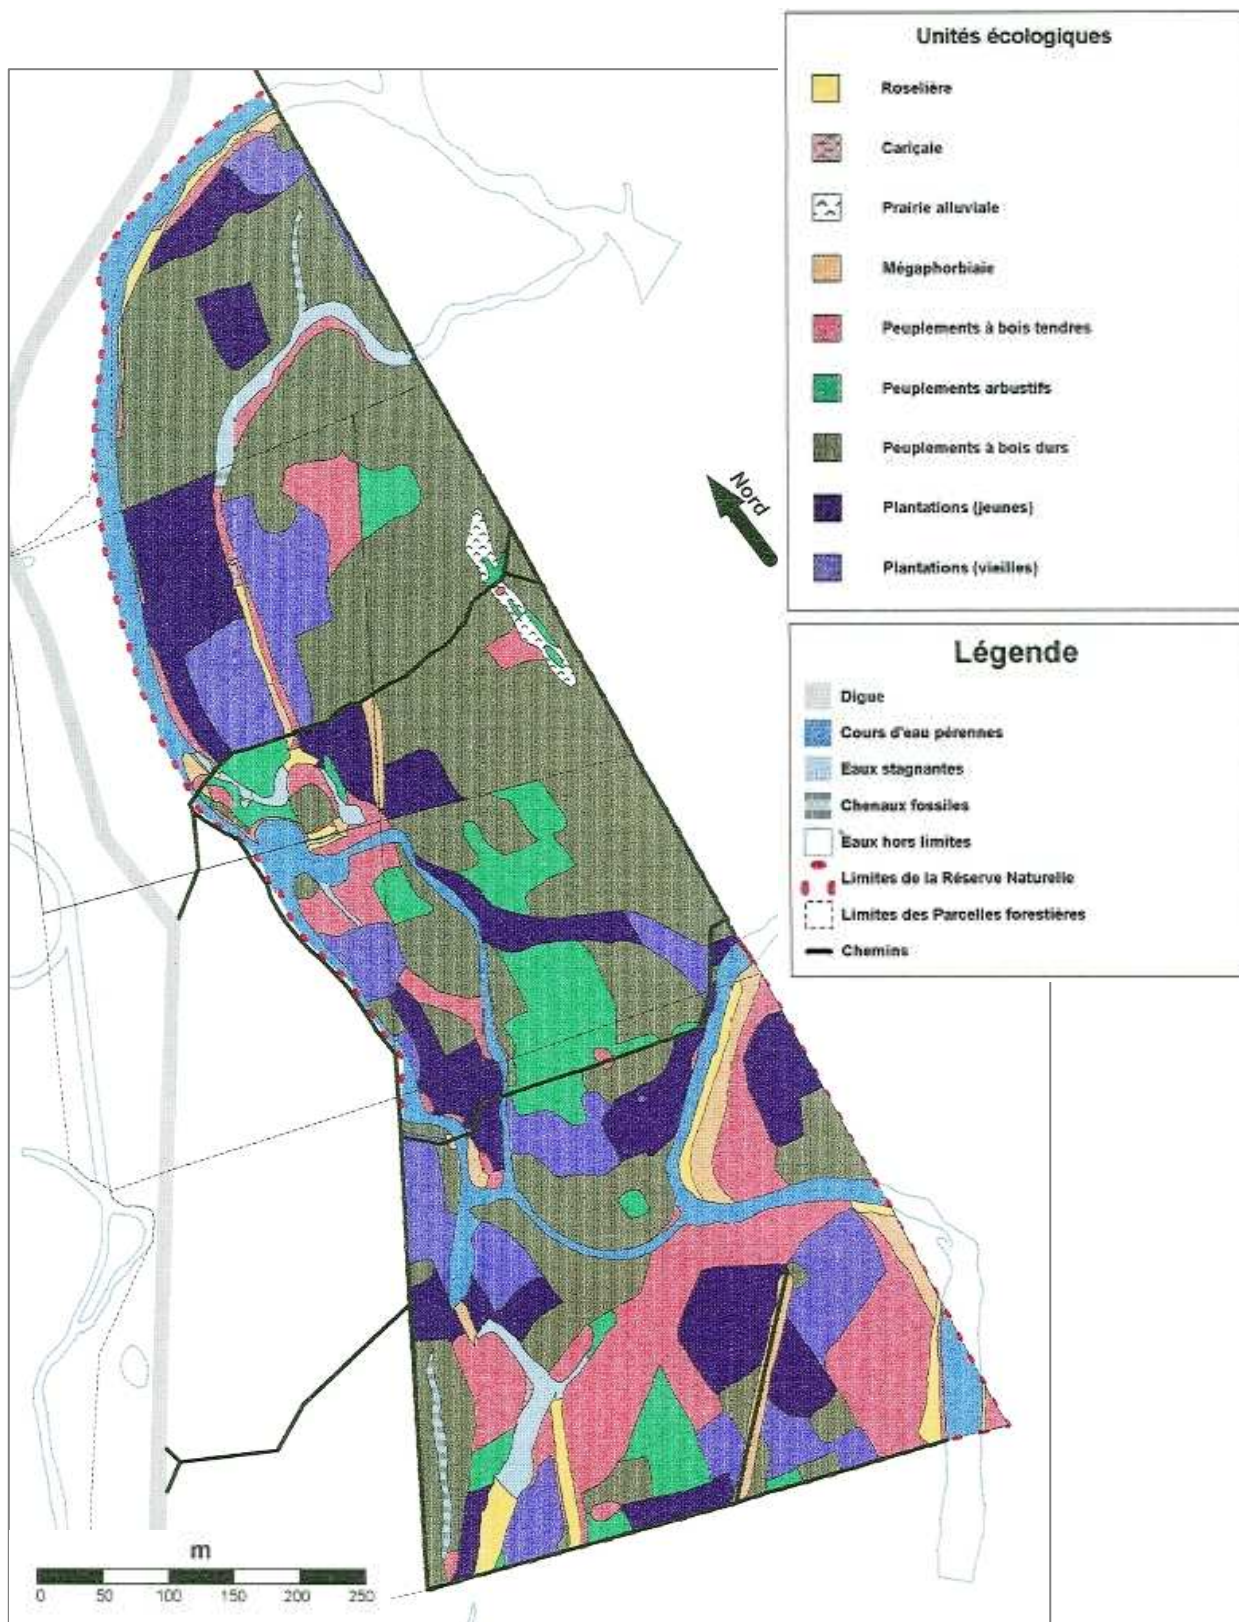 Unités écologiques
Roselière
Cariçaie
Prairie alluviale
Mégaphorbiaie
Peuplements à bois tendres
Peuplements arbustifs
Peuplements à bois durs
Plantations (jeunes)
Plantations (vieilles)
Nord
Légende
Digue
Cours d'eau pérennes
Eaux stagnantes
Chenaux fossiles
Eaux hors limites
Limites de la Réserve Naturelle
Limites des Parcelles forestières
Chemins
m
0 50 100 150 200 250